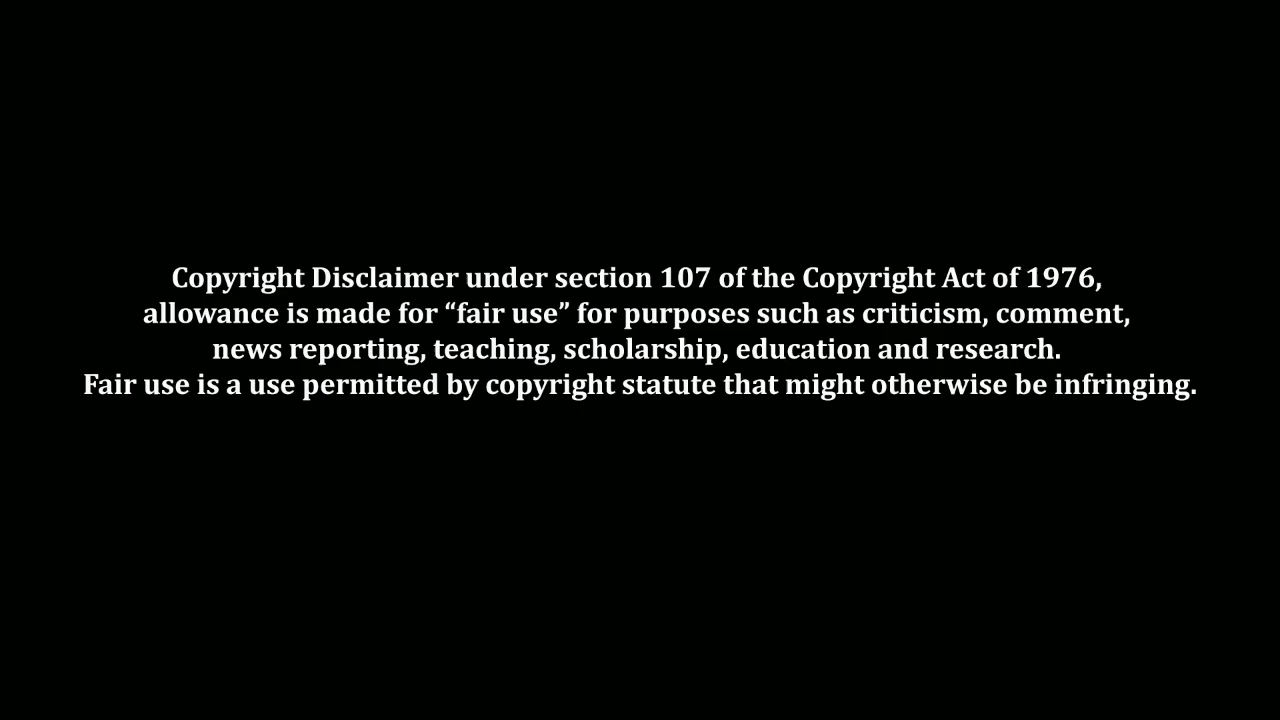 Copyright Disclaimer under section 107 of the Copyright Act of 1976,
allowance is made for “fair use” for purposes such as criticism, comment,
news reporting, teaching, scholarship, education and research.
Fair use is a use permitted by copyright statute that might otherwise be infringing.